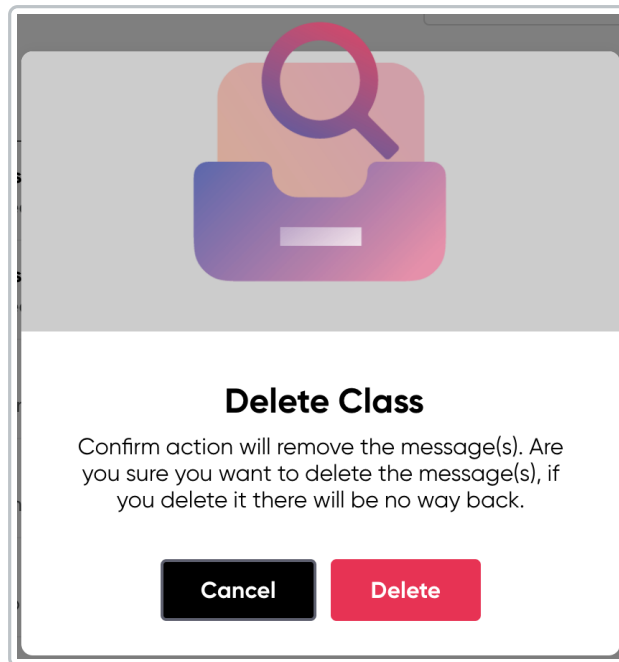 Delete Class
Confirm action will remove the message(s). Are
you sure you want to delete the message(s), if
you delete it there will be no way back.
Cancel
Delete